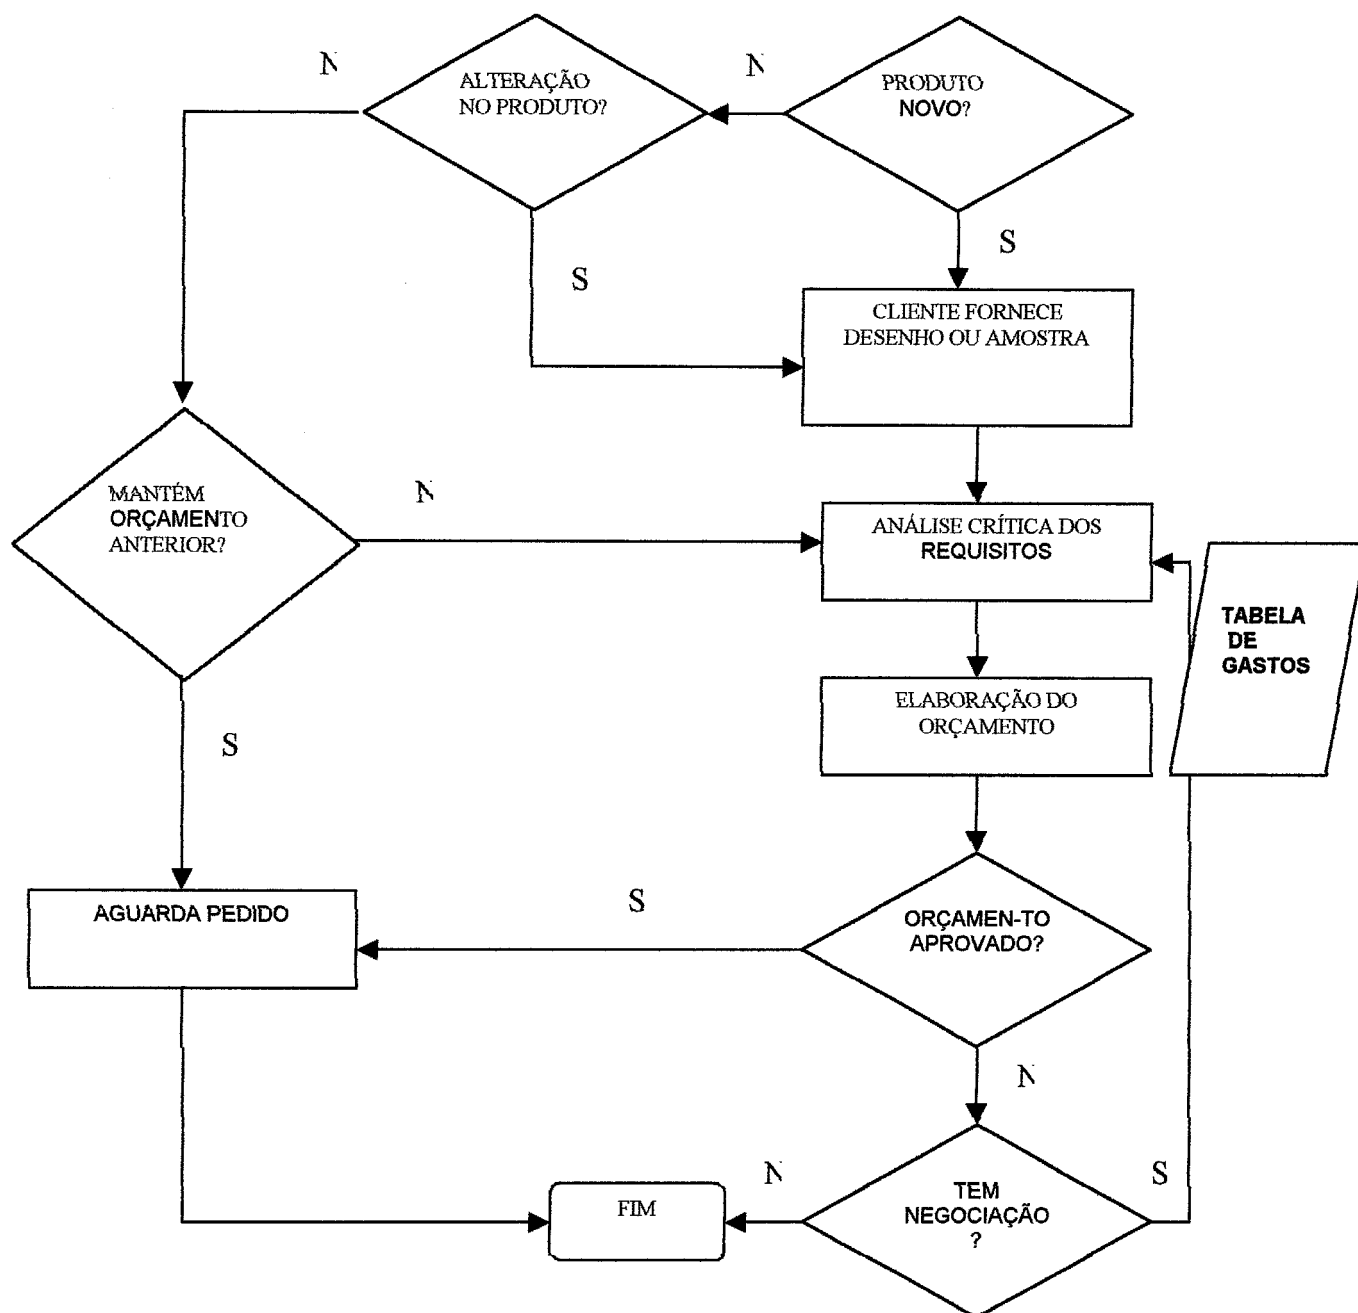 N
ALTERAÇÃO
NO PRODUTO?
N
PRODUTO
NOVO?
S
S
CLIENTE FORNECE
DESENHO OU AMOSTRA
MANTÉM
ORÇAMENTO
ANTERIOR?
N
ANÁLISE CRÍTICA DOS
REQUISITOS
TABELA
DE
GASTOS
ELABORAÇÃO DO
ORÇAMENTO
S
AGUARDA PEDIDO
S
ORÇAMEN-TO
APROVADO?
N
FIM
N
TEM
NEGOCIAÇÃO
?
S